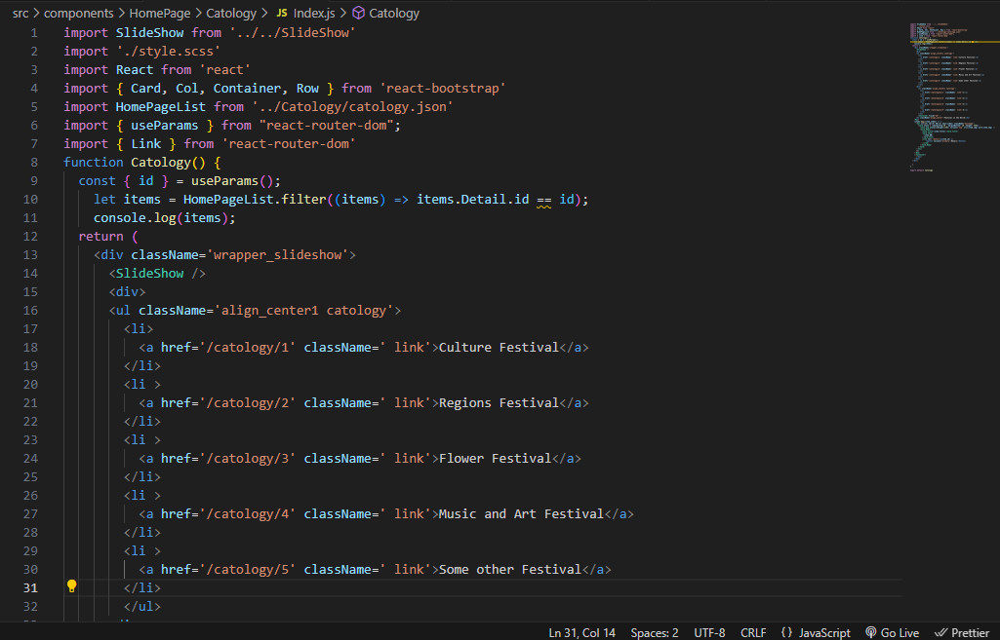 src > components > HomePage > Catology > JS Index.js > Catology
1 import SlideShow from '../../SlideShow'
2 import './style.scss'
3 import React from 'react'
4 import { Card, Col, Container, Row } from 'react-bootstrap'
5 import HomePageList from '../Catology/catology.json'
6 import { useParams } from "react-router-dom";
7 import { Link } from 'react-router-dom'
8 function Catology() {
9 const { id } = useParams();
10 let items = HomePageList.filter((items) => items.Detail.id == id);
11 console.log(items);
12 return (
13 <div className='wrapper_slideshow'>
14 <SlideShow />
15 <div>
16 <ul className='align_center1 catology'>
17 <li>
18 <a href='/catology/1' className=' link'>Culture Festival</a>
19 </li>
20 <li >
21 <a href='/catology/2' className=' link'>Regions Festival</a>
22 </li>
23 <li >
24 <a href='/catology/3' className=' link'>Flower Festival</a>
25 </li>
26 <li >
27 <a href='/catology/4' className=' link'>Music and Art Festival</a>
28 </li>
29 <li >
30 <a href='/catology/5' className=' link'>Some other Festival</a>
31 </li>
32 </ul>
Ln 31, Col 14 Spaces: 2 UTF-8 CRLF {} JavaScript Go Live Prettier